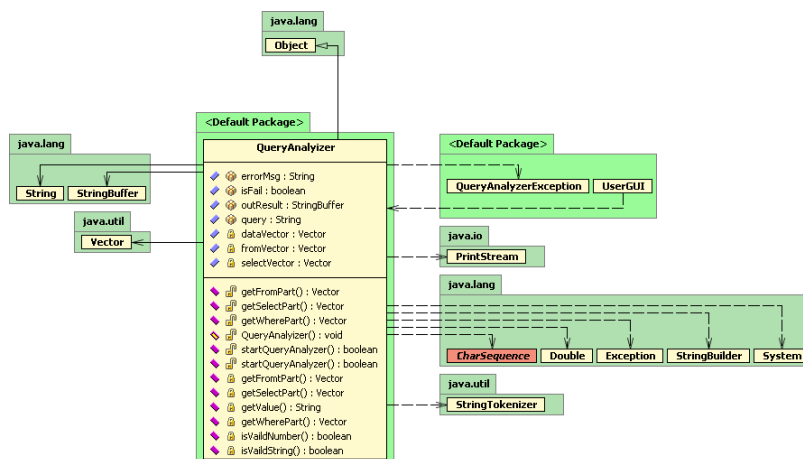 java.lang
Object
<Default Package>
QueryAnalyizer
errorMsg : String
isFail : boolean
outResult : StringBuffer
query : String
dataVector : Vector
fromVector : Vector
selectVector : Vector
getFromPart() : Vector
getSelectPart() : Vector
getWherePart() : Vector
QueryAnalyizer() : void
startQueryAnalyzer() : boolean
startQueryAnalyzer() : boolean
getFromtPart() : Vector
getSelectPart() : Vector
getValue() : String
getWherePart() : Vector
isVaildNumber() : boolean
isVaildString() : boolean
java.lang
String StringBuffer
java.util
Vector
<Default Package>
QueryAnalyzerException UserGUI
java.io
PrintStream
java.lang
CharSequence Double Exception StringBuilder System
java.util
StringTokenizer